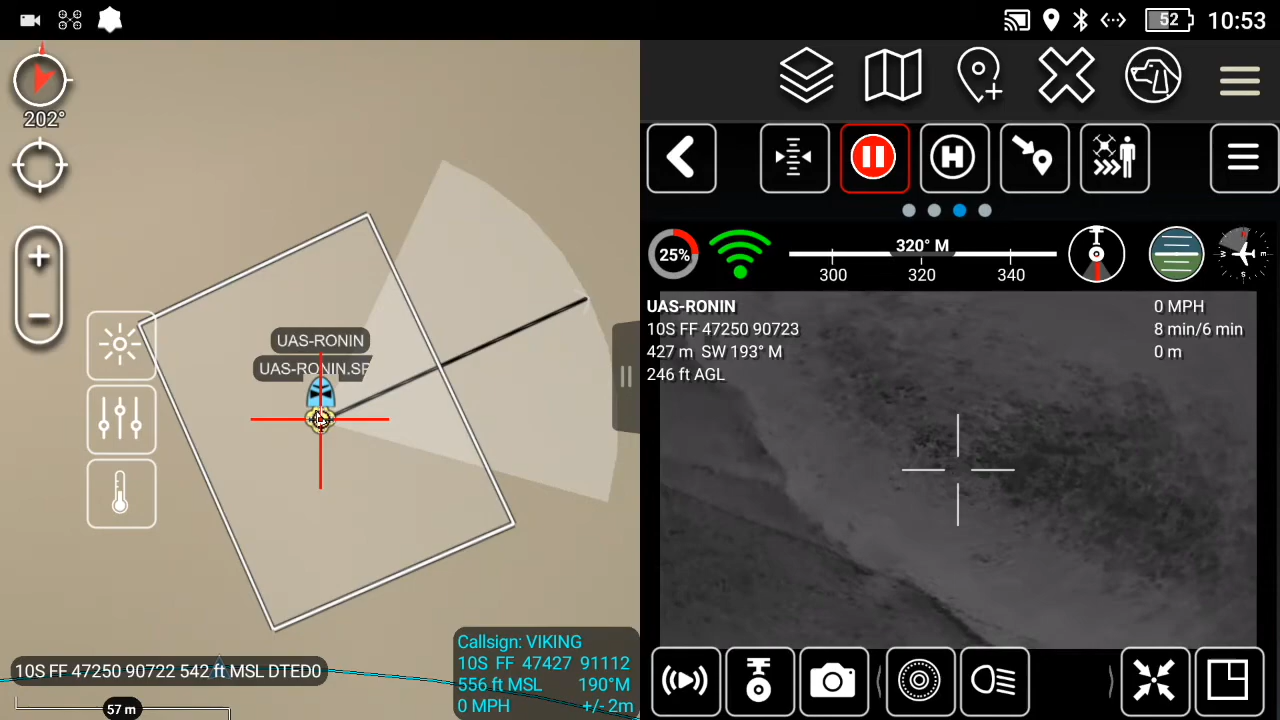 52 10:53
202°
UAS-RONIN
UAS-RONIN.SF
10S FF 47250 90722 542 ft MSL DTED0
57 m
Callsign: VIKING
10S FF 47427 91112
556 ft MSL 190°M
0 MPH +/- 2m
H
25%
320° M
300 320 340
UAS-RONIN
10S FF 47250 90723
427 m SW 193° M
246 ft AGL
0 MPH
8 min/6 min
0 m